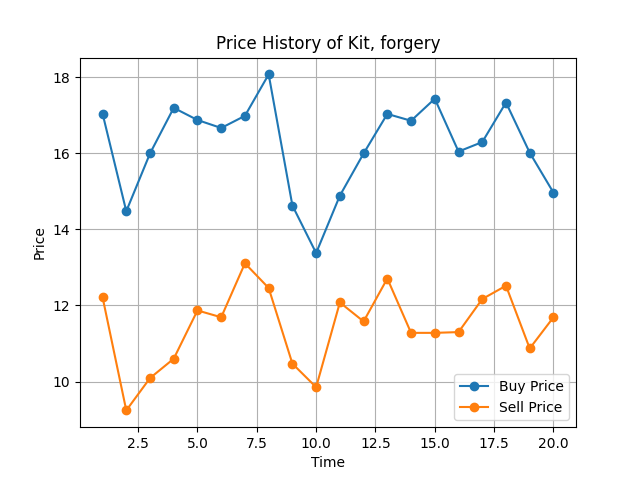 Price History of Kit, forgery
Price
18
16
14
12
10
2.5 5.0 7.5 10.0 12.5 15.0 17.5 20.0
Time
Buy Price
Sell Price